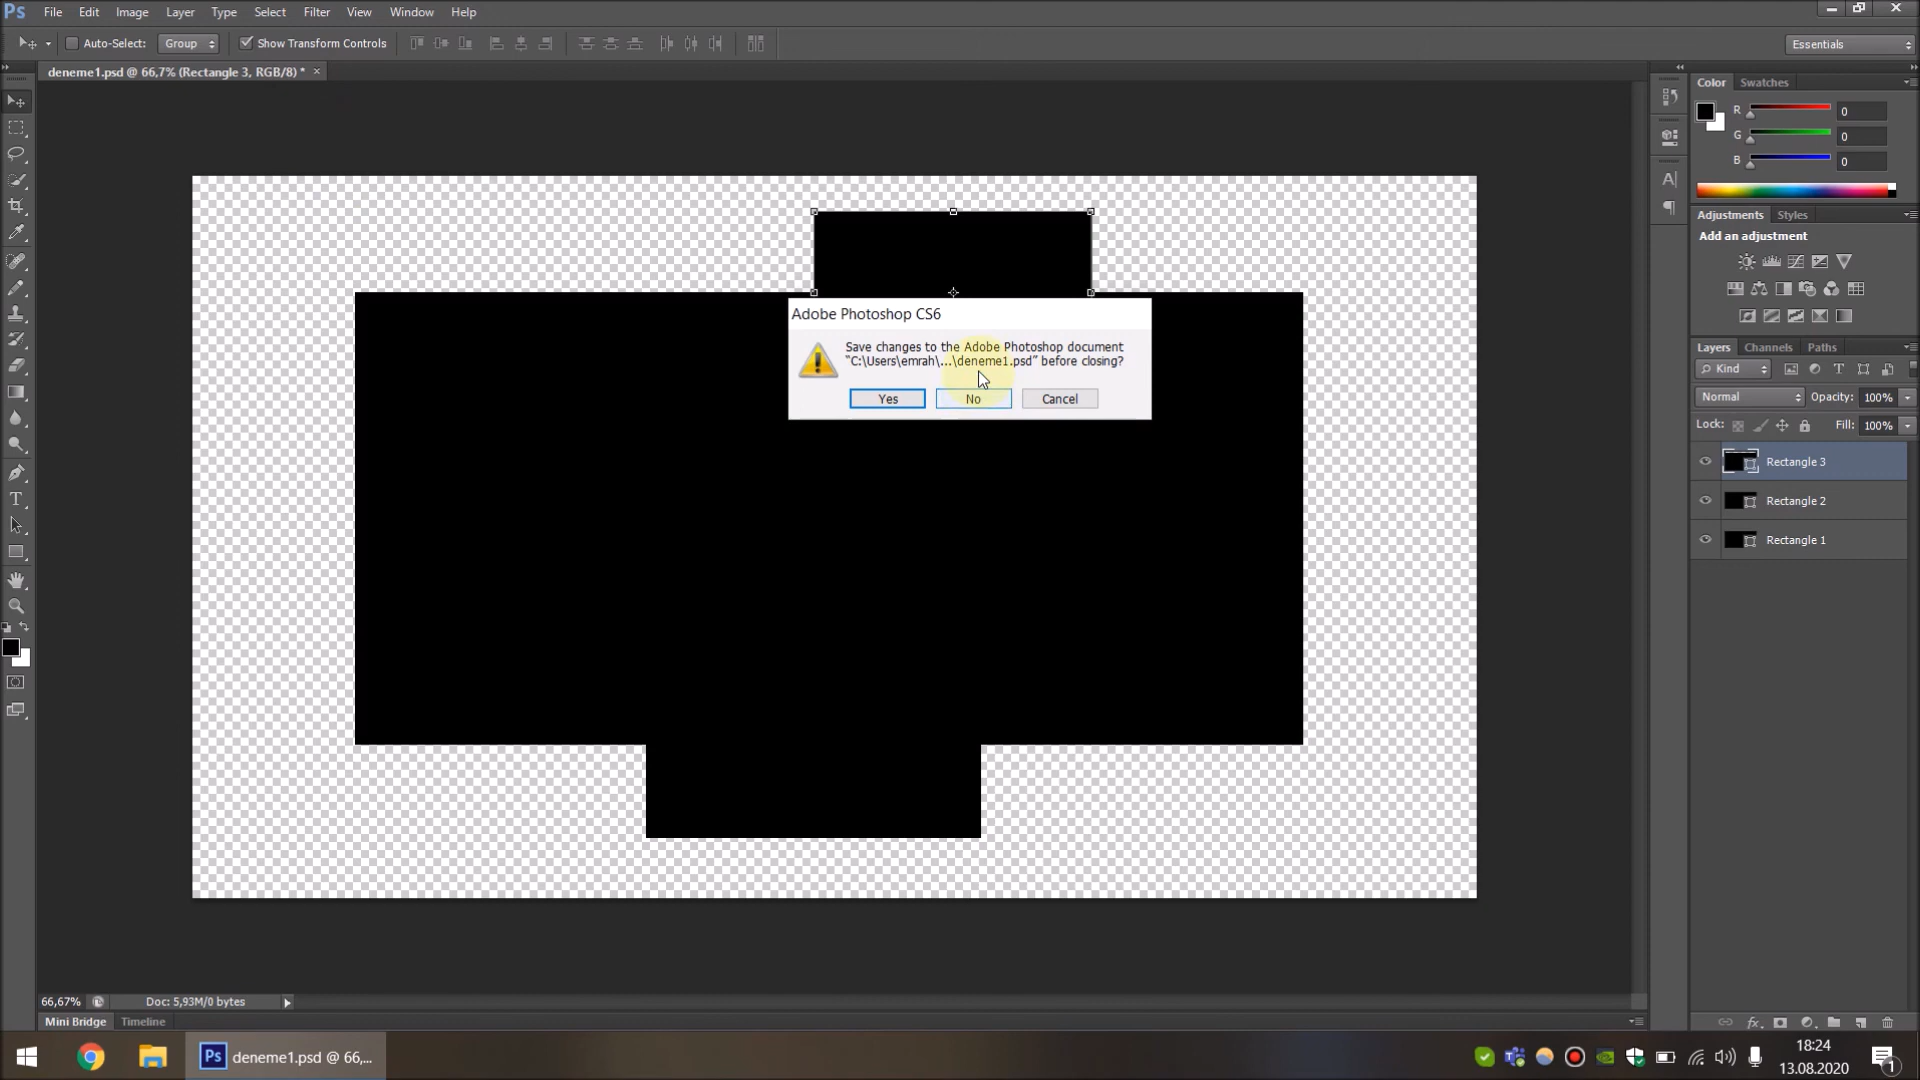 Ps File Edit Image Layer Type Select Filter View Window Help
Auto-Select: Group Show Transform Controls Essentials
deneme1.psd @ 66,7% (Rectangle 3, RGB/8) * ×
Color Swatches
R 0
G 0
B 0
Adjustments Styles
Add an adjustment
Adobe Photoshop CS6
Save changes to the Adobe Photoshop document
“C:\Users\emrah\...\deneme1.psd” before closing?
Yes No Cancel
Layers Channels Paths
Kind
Normal Opacity: 100%
Lock: Fill: 100%
Rectangle 3
Rectangle 2
Rectangle 1
66,67% Doc: 5,93M/0 bytes
Mini Bridge Timeline
Ps deneme1.psd @ 66,...
18:24
13.08.2020
1